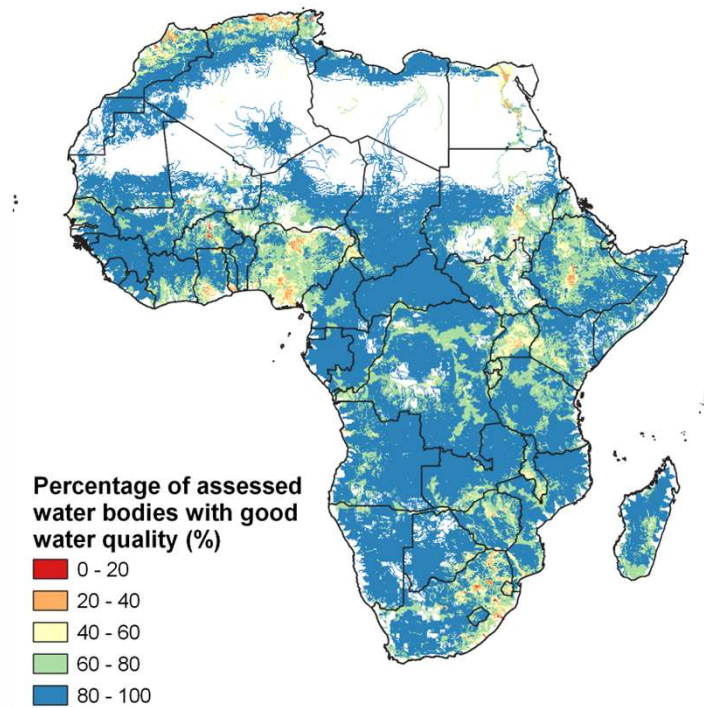 Percentage of assessed
water bodies with good
water quality (%)
0 - 20
20 - 40
40 - 60
60 - 80
80 - 100